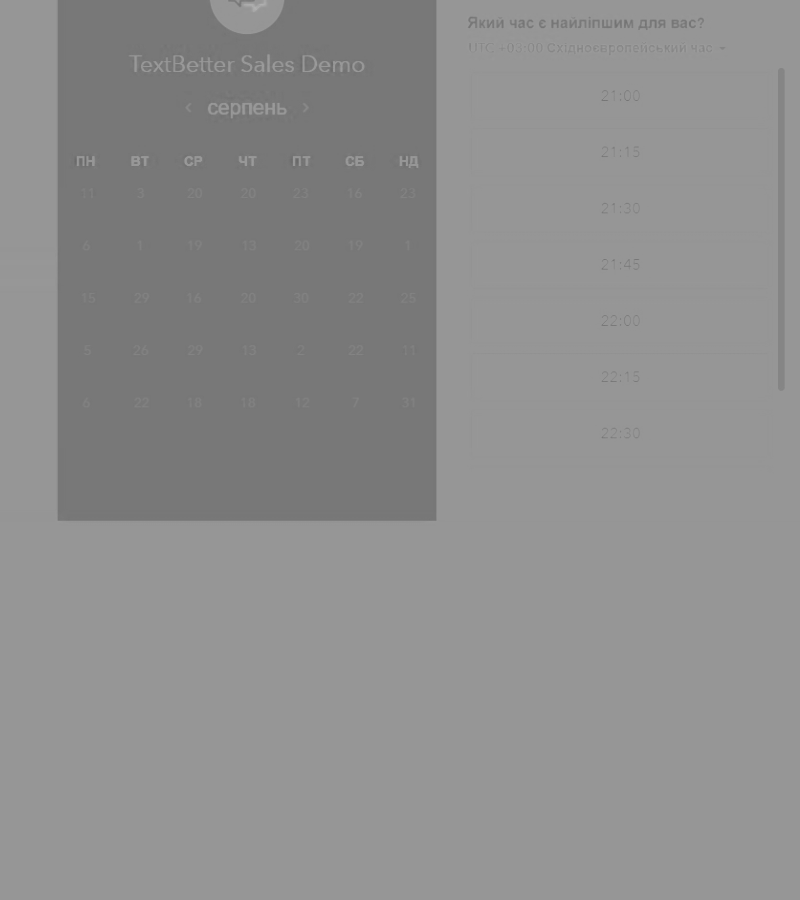 TextBetter Sales Demo
‹ серпень ›
ПН ВТ СР ЧТ ПТ СБ НД
11 3 20 20 23 16 23
6 1 19 13 20 19 1
15 29 16 20 30 22 25
5 26 29 13 2 22 11
6 22 18 18 12 7 31
Який час є найліпшим для вас?
UTC +03:00 Східноєвропейський час
21:00
21:15
21:30
21:45
22:00
22:15
22:30